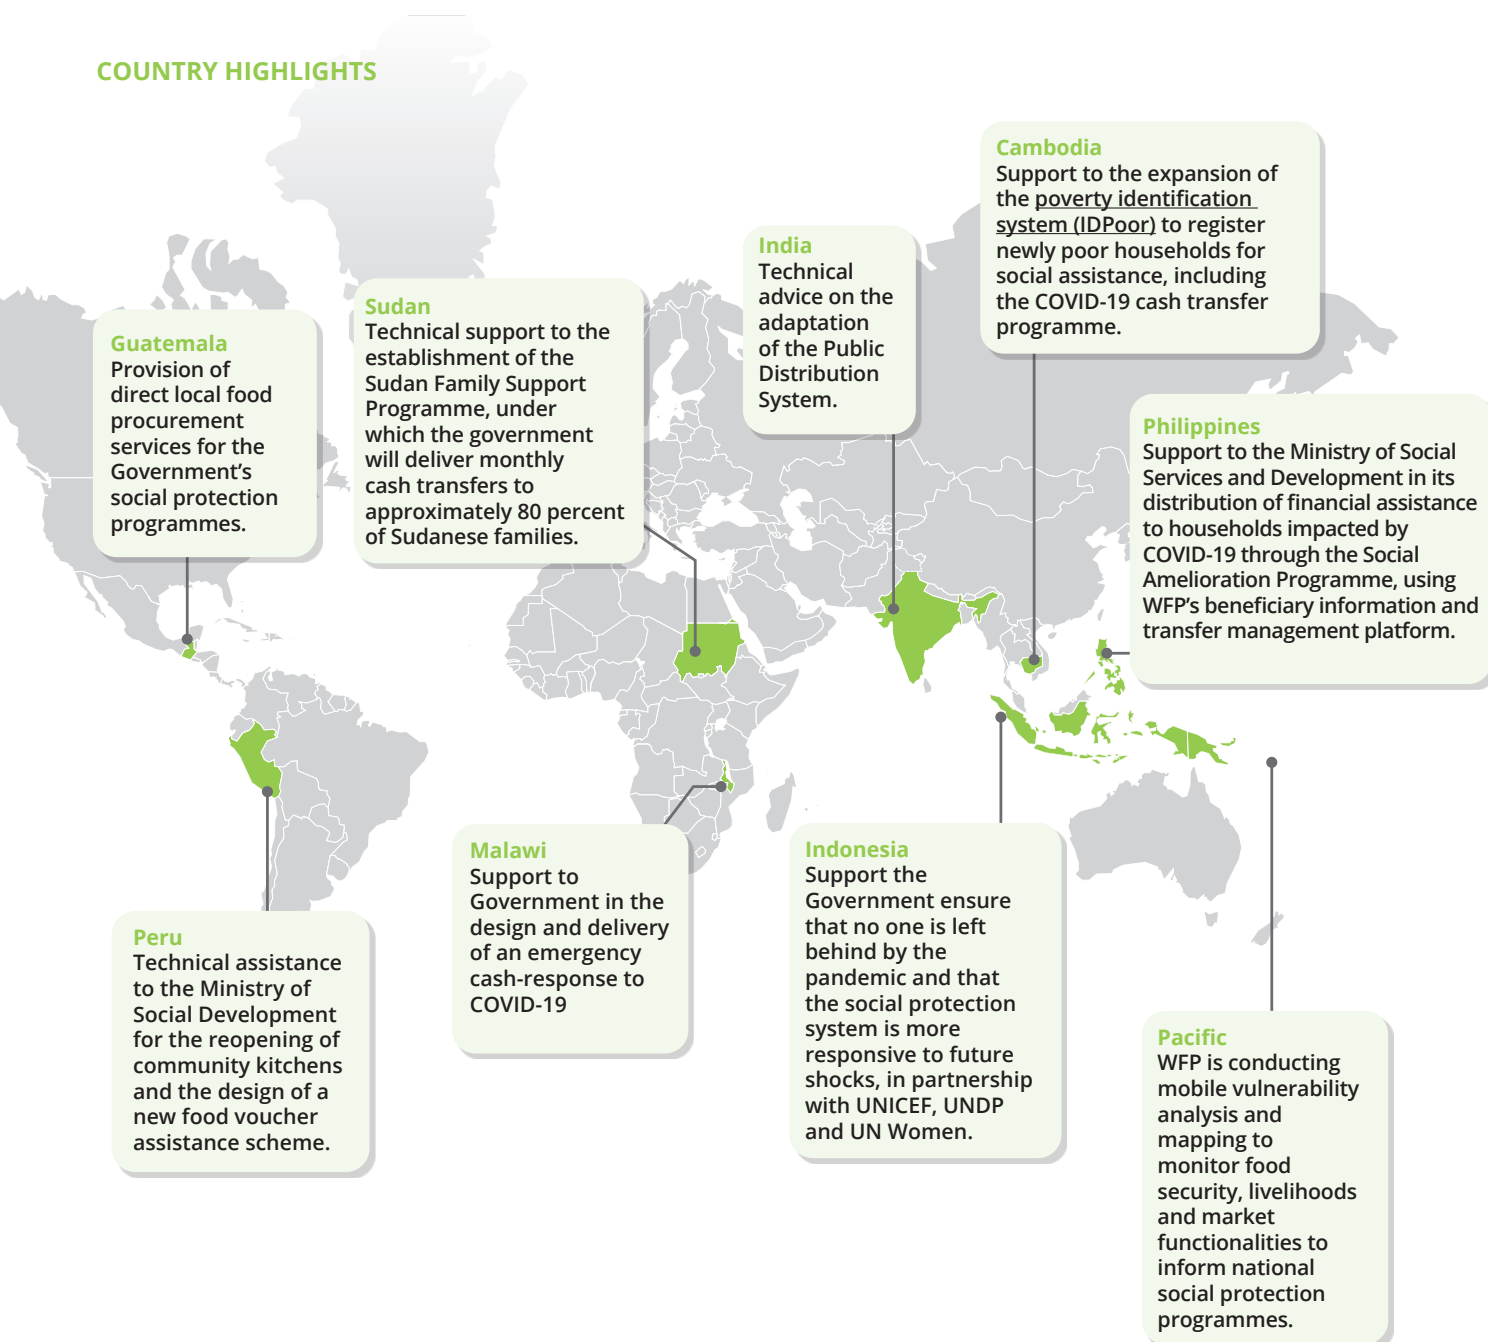 COUNTRY HIGHLIGHTS
Guatemala
Provision of
direct local food
procurement
services for the
Government’s
social protection
programmes.
Sudan
Technical support to the
establishment of the
Sudan Family Support
Programme, under
which the government
will deliver monthly
cash transfers to
approximately 80 percent
of Sudanese families.
India
Technical
advice on the
adaptation
of the Public
Distribution
System.
Cambodia
Support to the expansion of
the poverty identification
system (IDPoor) to register
newly poor households for
social assistance, including
the COVID-19 cash transfer
programme.
Philippines
Support to the Ministry of Social
Services and Development in its
distribution of financial assistance
to households impacted by
COVID-19 through the Social
Amelioration Programme, using
WFP’s beneficiary information and
transfer management platform.
Peru
Technical assistance
to the Ministry of
Social Development
for the reopening of
community kitchens
and the design of a
new food voucher
assistance scheme.
Malawi
Support to
Government in the
design and delivery
of an emergency
cash-response to
COVID-19
Indonesia
Support the
Government ensure
that no one is left
behind by the
pandemic and that
the social protection
system is more
responsive to future
shocks, in partnership
with UNICEF, UNDP
and UN Women.
Pacific
WFP is conducting
mobile vulnerability
analysis and
mapping to
monitor food
security, livelihoods
and market
functionalities to
inform national
social protection
programmes.